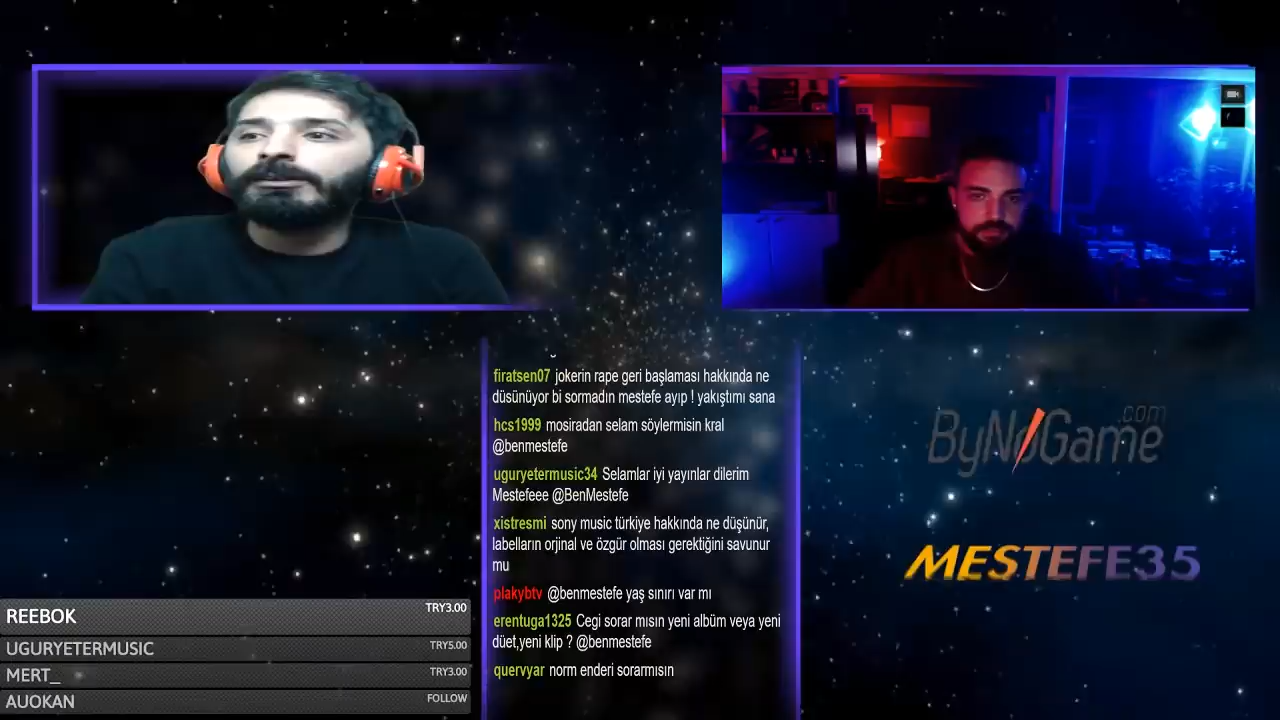 firatsen07 jokerin rape geri başlaması hakkında ne
düsünüyor bi sormadın mestefe ayıp ! yakıştımı sana
hcs1999 mosiradan selam söylermisin kral
@benmestefe
uguryetermusic34 Selamlar iyi yayınlar dilerim
Mestefeee @BenMestefe
xistresmi sony music türkiye hakkında ne düşünür,
labelların orjinal ve özgür olması gerektiğini savunur
mu
plakybtv @benmestefe yaş sınırı var mı
erentuga1325 Cegi sorar mısın yeni albüm veya yeni
düet,yeni klip ? @benmestefe
quervyar norm enderi sorarmısın
ByNoGame.com
MESTEFE35
REEBOK TRY3.00
UGURYETERMUSIC TRY5.00
MERT_ TRY3.00
AUOKAN FOLLOW